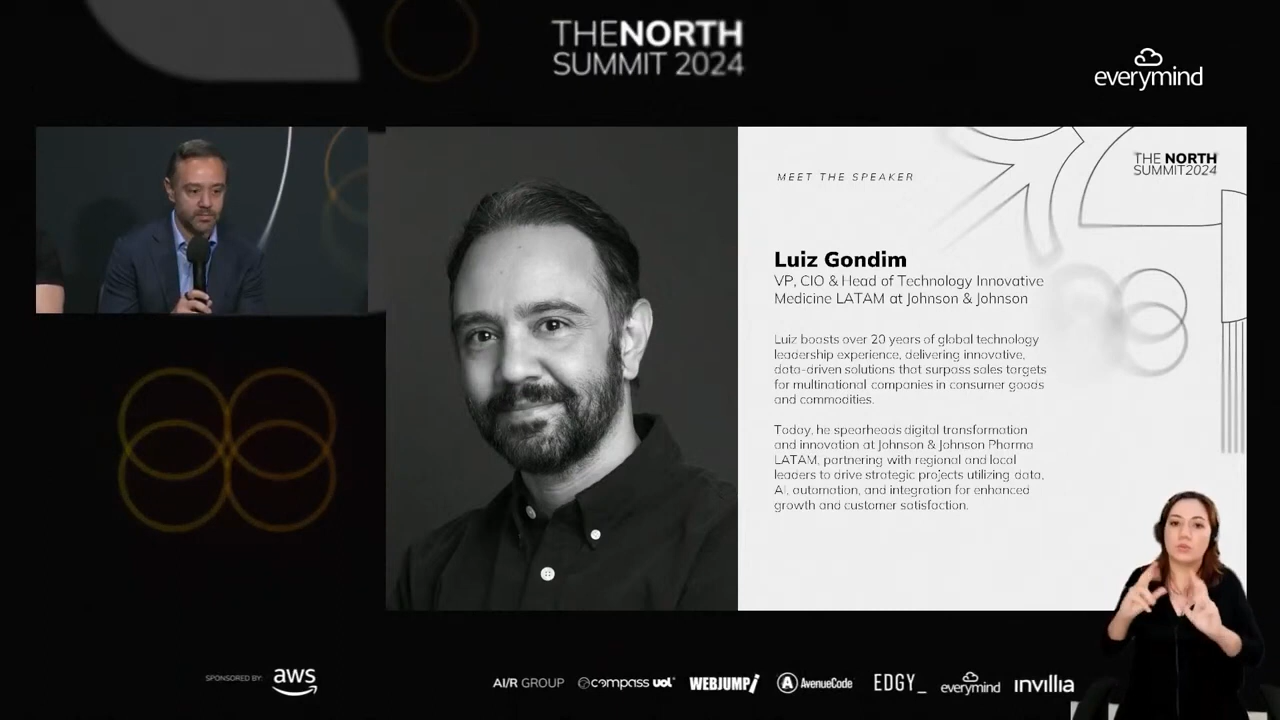 THENORTH
SUMMIT 2024
everymind
MEET THE SPEAKER
THE NORTH
SUMMIT2024
Luiz Gondim
VP, CIO & Head of Technology Innovative
Medicine LATAM at Johnson & Johnson
Luiz boasts over 20 years of global technology
leadership experience, delivering innovative,
data-driven solutions that surpass sales targets
for multinational companies in consumer goods
and commodities.
Today, he spearheads digital transformation
and innovation at Johnson & Johnson Pharma
LATAM, partnering with regional and local
leaders to drive strategic projects utilizing data,
AI, automation, and integration for enhanced
growth and customer satisfaction.
SPONSORED BY: aws
AI/R GROUP compass uol WEBJUMP! AvenueCode EDGY_ everymind invillia